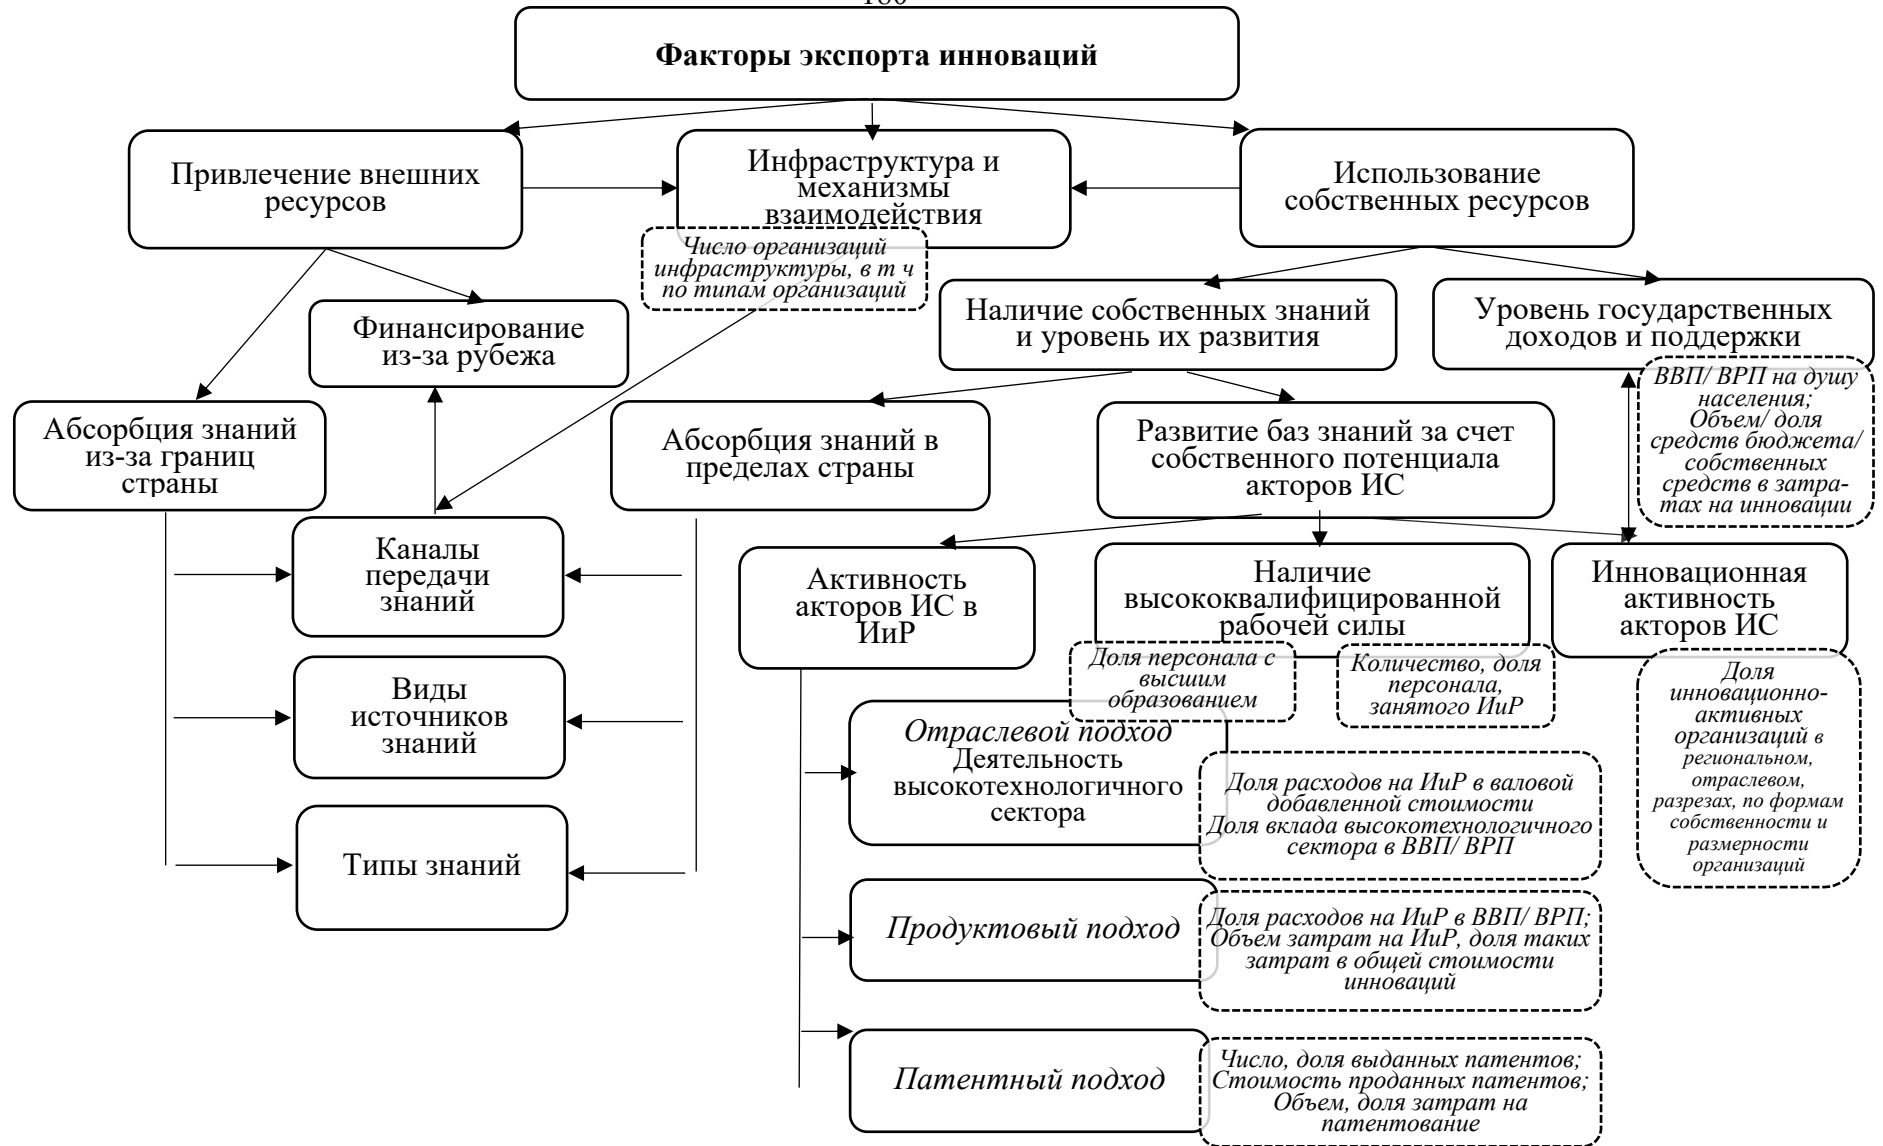 Факторы экспорта инноваций
Привлечение внешних
ресурсов
Инфраструктура и
механизмы
взаимодействия
Число организаций
инфраструктуры, в т ч
по типам организаций
Использование
собственных ресурсов
Финансирование
из-за рубежа
Наличие собственных знаний
и уровень их развития
Уровень государственных
доходов и поддержки
ВВП/ ВРП на душу
населения;
Объем/ доля
средств бюджета/
собственных
средств в затра-
тах на инновации
Абсорбция знаний
из-за границ
страны
Абсорбция знаний в
пределах страны
Развитие баз знаний за счет
собственного потенциала
акторов ИС
Каналы
передачи
знаний
Виды
источников
знаний
Типы знаний
Активность
акторов ИС в
ИиР
Наличие
высококвалифицированной
рабочей силы
Доля персонала с
высшим
образованием
Количество, доля
персонала,
занятого ИиР
Инновационная
активность
акторов ИС
Доля
инновационно-
активных
организаций в
региональном,
отраслевом,
разрезах, по формам
собственности и
размерности
организаций
Отраслевой подход
Деятельность
высокотехнологичного
сектора
Доля расходов на ИиР в валовой
добавленной стоимости
Доля вклада высокотехнологичного
сектора в ВВП/ ВРП
Продуктовый подход
Доля расходов на ИиР в ВВП/ ВРП;
Объем затрат на ИиР, доля таких
затрат в общей стоимости
инноваций
Патентный подход
Число, доля выданных патентов;
Стоимость проданных патентов;
Объем, доля затрат на
патентование